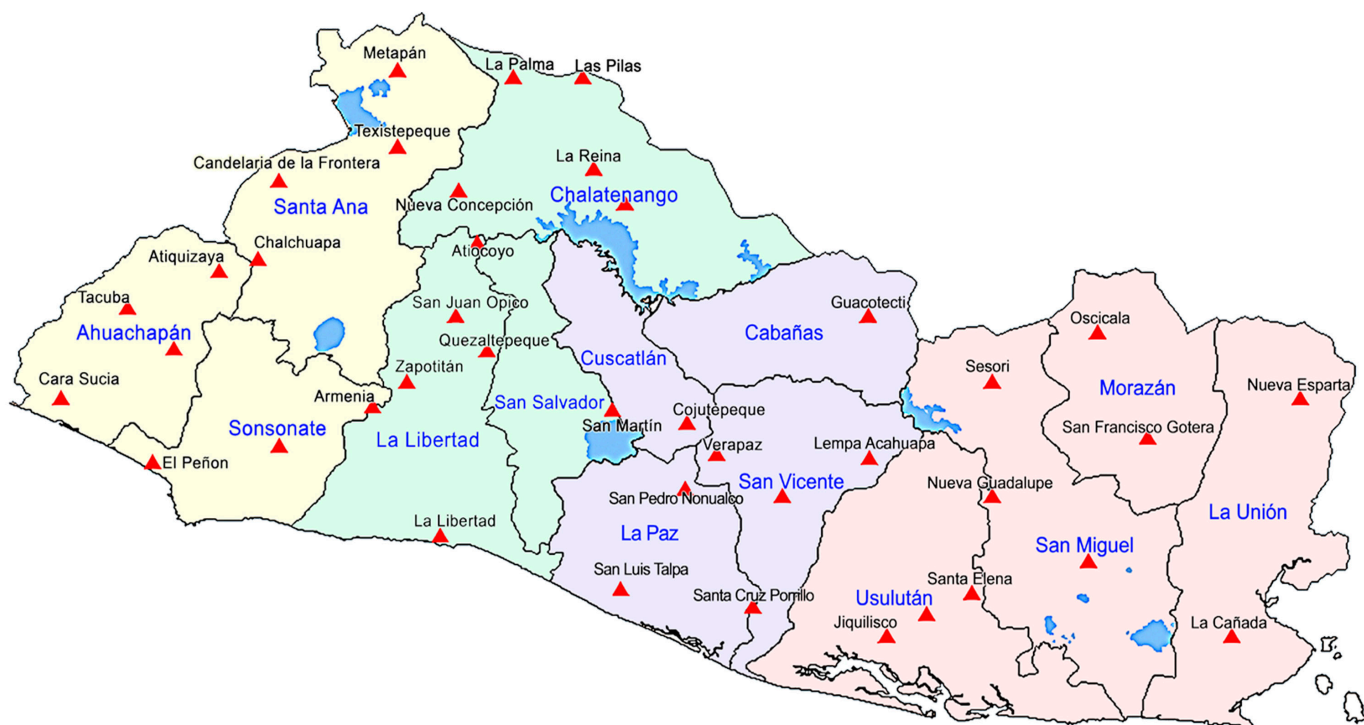 Metapán
La Palma
Las Pilas
Texistepeque
Candelaria de la Frontera
La Reina
Santa Ana
Nueva Concepción
Chalatenango
Chalchuapa
Atiocoyo
Atiquizaya
Tacuba
San Juan Opico
Guacotecti
Ahuachapán
Quezaltepeque
Cuscatlán
Cabañas
Oscicala
Zapotitán
Sesori
Morazán
Nueva Esparta
Cara Sucia
Armenia
San Salvador
Cojutepeque
San Martín
San Francisco Gotera
Sonsonate
La Libertad
Verapaz
Lempa Acahuapa
El Peñon
San Vicente
Nueva Guadalupe
San Pedro Nonualco
La Unión
La Libertad
La Paz
San Miguel
San Luis Talpa
Santa Elena
Santa Cruz Porrillo
Usulután
Jiquilisco
La Cañada